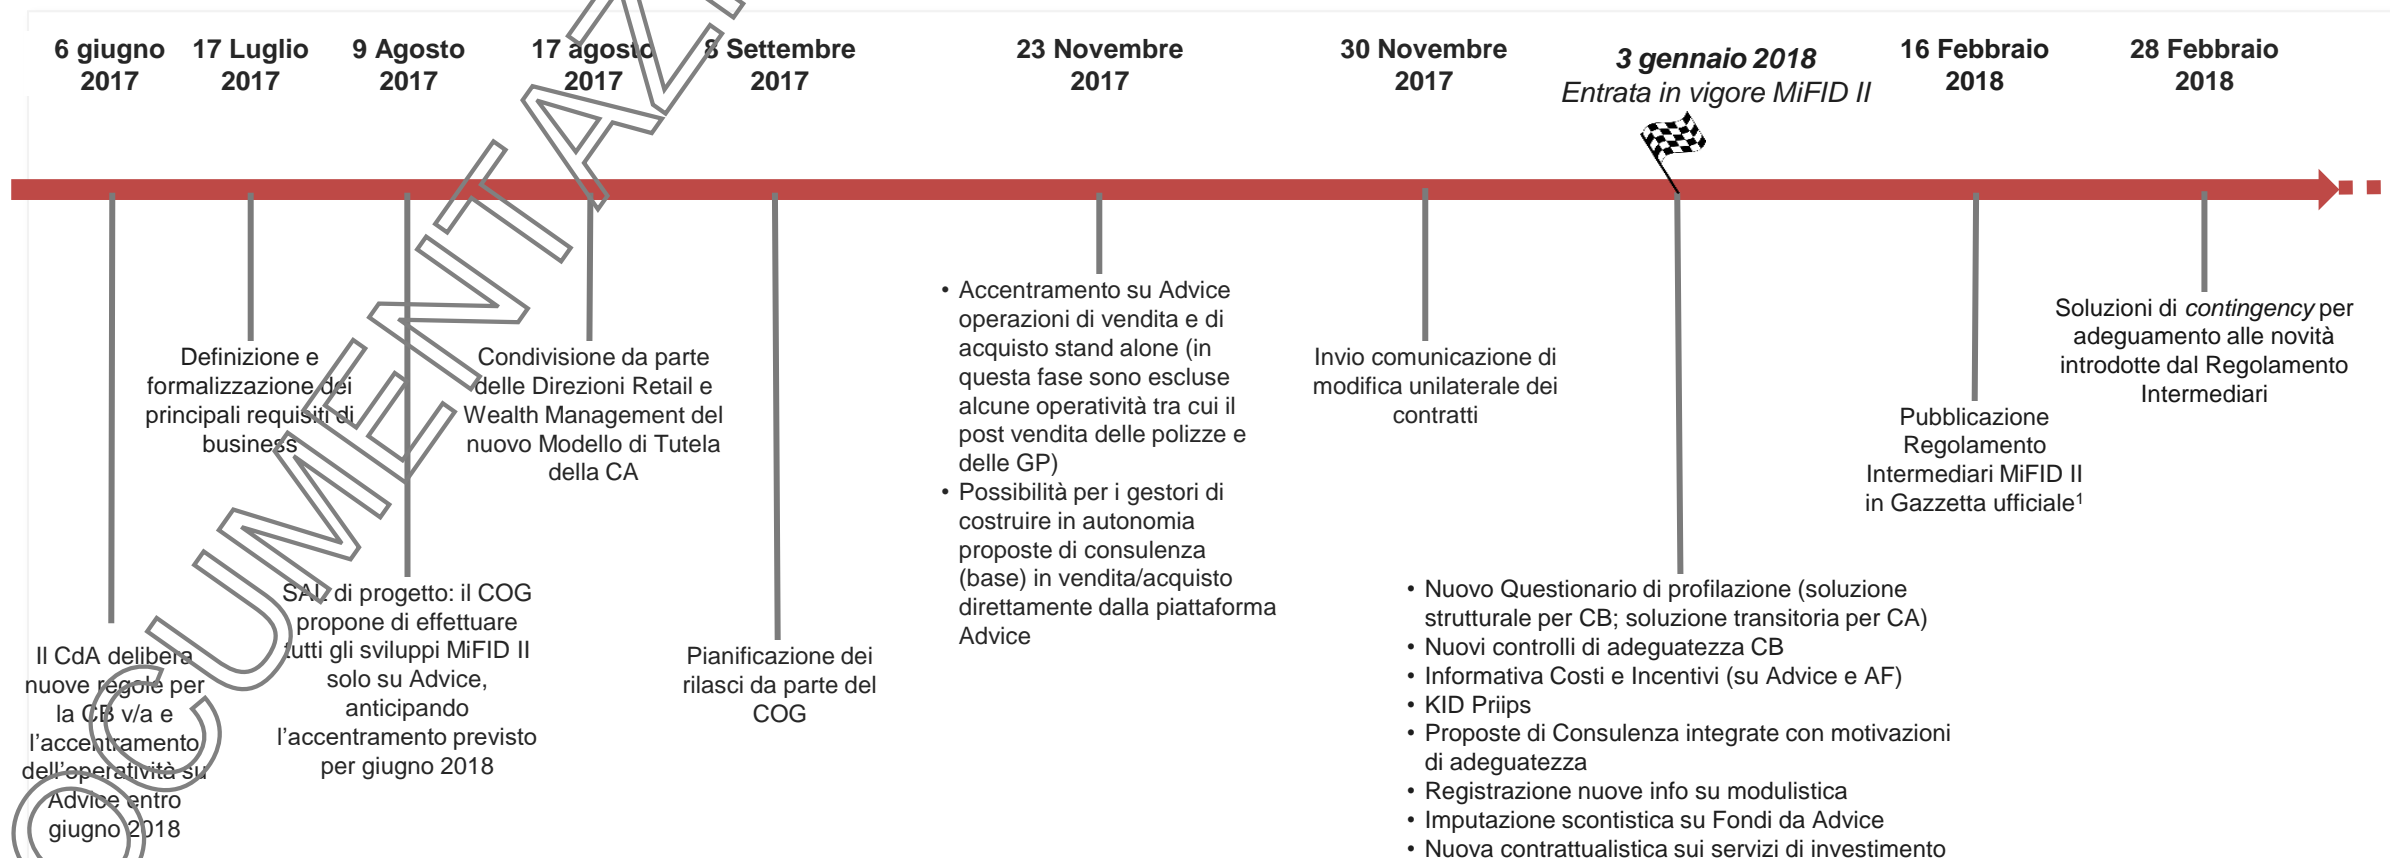 6 giugno
2017
17 Luglio
2017
9 Agosto
2017
17 agosto
2017
8 Settembre
2017
23 Novembre
2017
30 Novembre
2017
3 gennaio 2018
Entrata in vigore MiFID II
16 Febbraio
2018
28 Febbraio
2018
Il CdA delibera
nuove regole per
la CB v/a e
l'accentramento
dell'operatività su
Advice entro
giugno 2018
Definizione e
formalizzazione dei
principali requisiti di
business
SAL di progetto: il COG
propone di effettuare
tutti gli sviluppi MiFID II
solo su Advice,
anticipando
l'accentramento previsto
per giugno 2018
Condivisione da parte
delle Direzioni Retail e
Wealth Management del
nuovo Modello di Tutela
della CA
Pianificazione dei
rilasci da parte del
COG
• Accentramento su Advice
operazioni di vendita e di
acquisto stand alone (in
questa fase sono escluse
alcune operatività tra cui il
post vendita delle polizze e
delle GP)
• Possibilità per i gestori di
costruire in autonomia
proposte di consulenza
(base) in vendita/acquisto
direttamente dalla piattaforma
Advice
Invio comunicazione di
modifica unilaterale dei
contratti
• Nuovo Questionario di profilazione (soluzione
strutturale per CB; soluzione transitoria per CA)
• Nuovi controlli di adeguatezza CB
• Informativa Costi e Incentivi (su Advice e AF)
• KID Priips
• Proposte di Consulenza integrate con motivazioni
di adeguatezza
• Registrazione nuove info su modulistica
• Imputazione scontistica su Fondi da Advice
• Nuova contrattualistica sui servizi di investimento
Pubblicazione
Regolamento
Intermediari MiFID II
in Gazzetta ufficiale¹
Soluzioni di contingency per
adeguamento alle novità
introdotte dal Regolamento
Intermediari
OCUMENTAZ